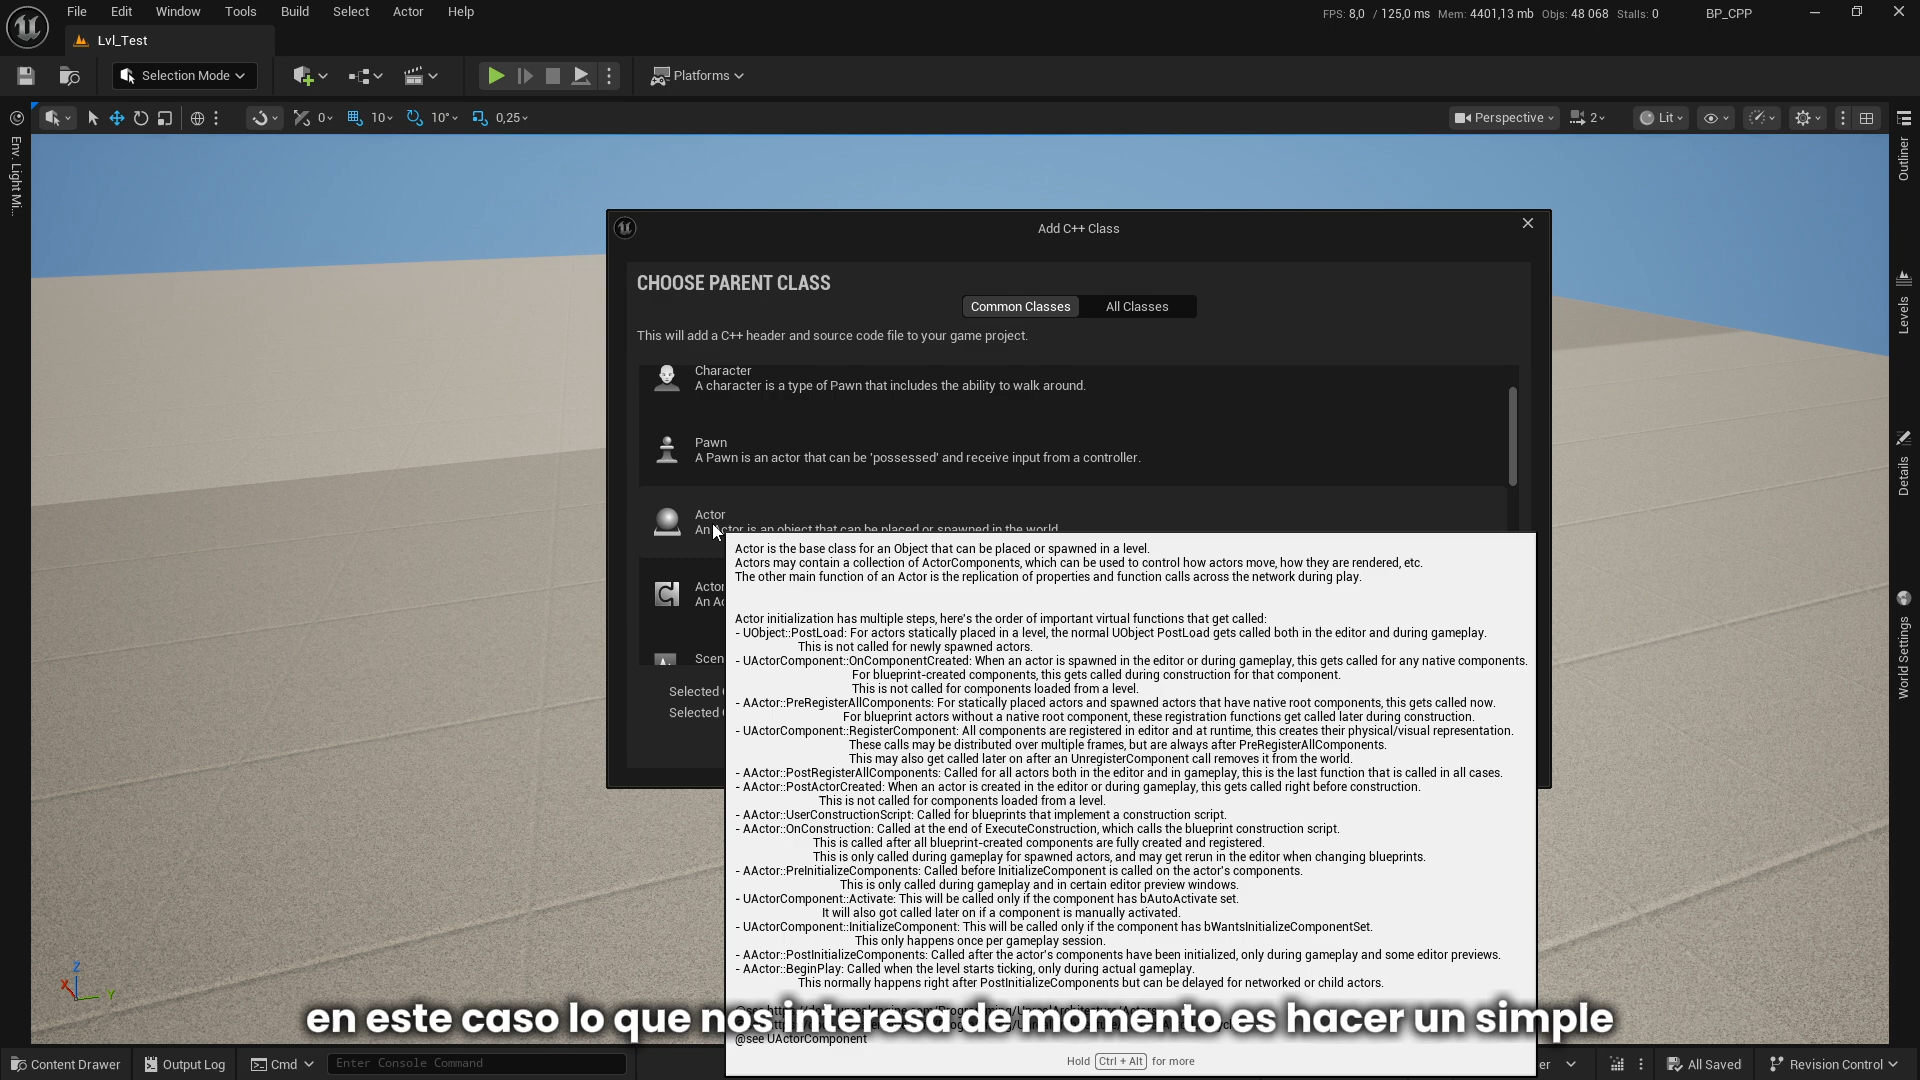 File Edit Window Tools Build Select Actor Help
FPS: 8,0 / 125,0 ms Mem: 4401,13 mb Objs: 48 068 Stalls: 0 BP_CPP
Lvl_Test
Selection Mode
Platforms
0 10 10° 0,25
Perspective 2 Lit
Env. Light Mi...
Outliner
Levels
Details
World Settings
Add C++ Class
CHOOSE PARENT CLASS
Common Classes All Classes
This will add a C++ header and source code file to your game project.
Character
A character is a type of Pawn that includes the ability to walk around.
Pawn
A Pawn is an actor that can be 'possessed' and receive input from a controller.
Actor
An Actor is an object that can be placed or spawned in the world.
Selected
Selected
Actor is the base class for an Object that can be placed or spawned in a level.
Actors may contain a collection of ActorComponents, which can be used to control how actors move, how they are rendered, etc.
The other main function of an Actor is the replication of properties and function calls across the network during play.
Actor initialization has multiple steps, here's the order of important virtual functions that get called:
- UObject::PostLoad: For actors statically placed in a level, the normal UObject PostLoad gets called both in the editor and during gameplay.
This is not called for newly spawned actors.
- UActorComponent::OnComponentCreated: When an actor is spawned in the editor or during gameplay, this gets called for any native components.
For blueprint-created components, this gets called during construction for that component.
This is not called for components loaded from a level.
- AActor::PreRegisterAllComponents: For statically placed actors and spawned actors that have native root components, this gets called now.
For blueprint actors without a native root component, these registration functions get called later during construction.
- UActorComponent::RegisterComponent: All components are registered in editor and at runtime, this creates their physical/visual representation.
These calls may be distributed over multiple frames, but are always after PreRegisterAllComponents.
This may also get called later on after an UnregisterComponent call removes it from the world.
- AActor::PostRegisterAllComponents: Called for all actors both in the editor and in gameplay, this is the last function that is called in all cases.
- AActor::PostActorCreated: When an actor is created in the editor or during gameplay, this gets called right before construction.
This is not called for components loaded from a level.
- AActor::UserConstructionScript: Called for blueprints that implement a construction script.
- AActor::OnConstruction: Called at the end of ExecuteConstruction, which calls the blueprint construction script.
This is called after all blueprint-created components are fully created and registered.
This is only called during gameplay for spawned actors, and may get rerun in the editor when changing blueprints.
- AActor::PreInitializeComponents: Called before InitializeComponent is called on the actor's components.
This is only called during gameplay and in certain editor preview windows.
- UActorComponent::Activate: This will be called only if the component has bAutoActivate set.
It will also got called later on if a component is manually activated.
- UActorComponent::InitializeComponent: This will be called only if the component has bWantsInitializeComponentSet.
This only happens once per gameplay session.
- AActor::PostInitializeComponents: Called after the actor's components have been initialized, only during gameplay and some editor previews.
- AActor::BeginPlay: Called when the level starts ticking, only during actual gameplay.
This normally happens right after PostInitializeComponents but can be delayed for networked or child actors.
@see UActorComponent
Hold Ctrl + Alt for more
Z
X
Y
en este caso lo que nos interesa de momento es hacer un simple
Content Drawer Output Log Cmd Enter Console Command All Saved Revision Control